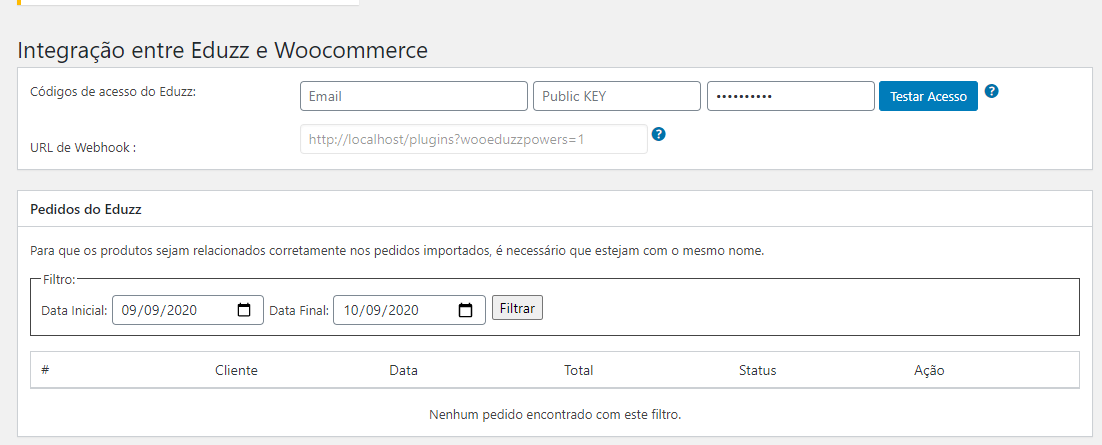 Integração entre Eduzz e Woocommerce
Códigos de acesso do Eduzz: Email Public KEY •••••••••• Testar Acesso ?
URL de Webhook : http://localhost/plugins?wooeduzzpowers=1 ?
Pedidos do Eduzz
Para que os produtos sejam relacionados corretamente nos pedidos importados, é necessário que estejam com o mesmo nome.
Filtro:
Data Inicial: 09/09/2020 Data Final: 10/09/2020 Filtrar
# Cliente Data Total Status Ação
Nenhum pedido encontrado com este filtro.